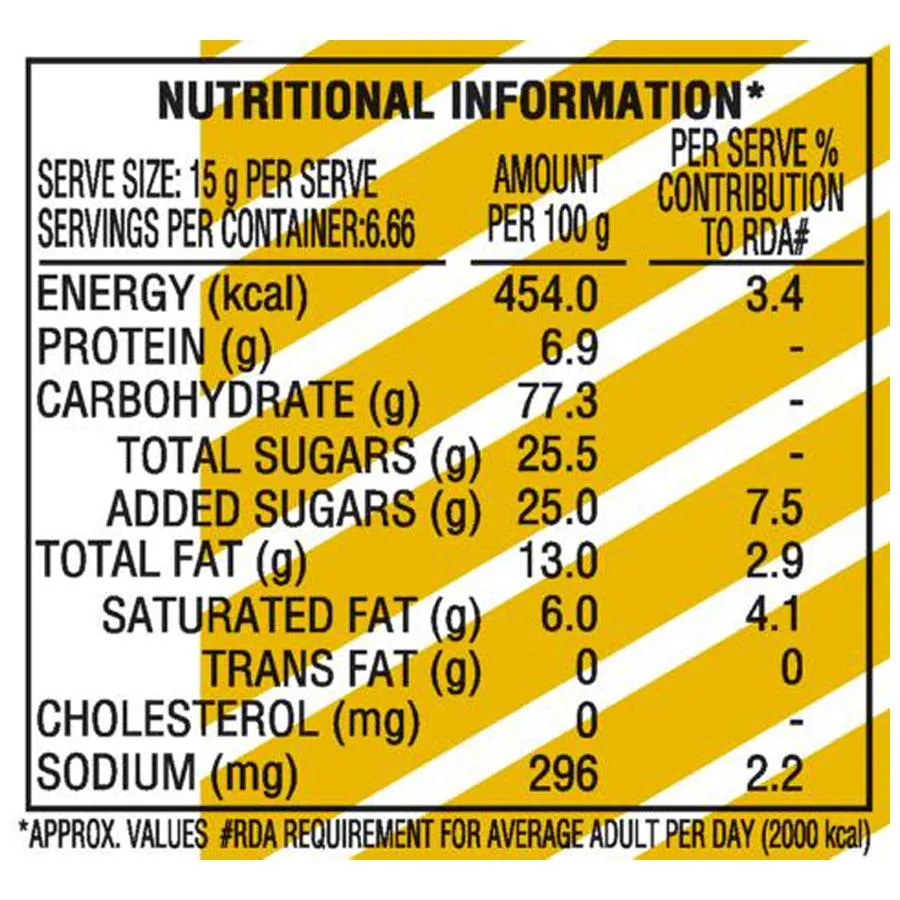 NUTRITIONAL INFORMATION*
SERVE SIZE: 15 g PER SERVE
SERVINGS PER CONTAINER:6.66
AMOUNT
PER 100 g
PER SERVE %
CONTRIBUTION
TO RDA#
ENERGY (kcal) 454.0 3.4
PROTEIN (g) 6.9 -
CARBOHYDRATE (g) 77.3 -
TOTAL SUGARS (g) 25.5 -
ADDED SUGARS (g) 25.0 7.5
TOTAL FAT (g) 13.0 2.9
SATURATED FAT (g) 6.0 4.1
TRANS FAT (g) 0 0
CHOLESTEROL (mg) 0 -
SODIUM (mg) 296 2.2
*APPROX. VALUES #RDA REQUIREMENT FOR AVERAGE ADULT PER DAY (2000 kcal)